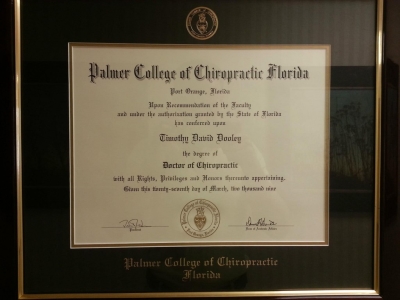 Palmer College of Chiropractic Florida
Port Orange, Florida
Upon Recommendation of the Faculty
and under the authorization granted by the State of Florida
has conferred upon
Timothy David Dooley
the degree of
Doctor of Chiropractic
with all Rights, Privileges and Honors thereunto appertaining.
Given this twenty-seventh day of March, two thousand nine
Palmer College of Chiropractic
Florida